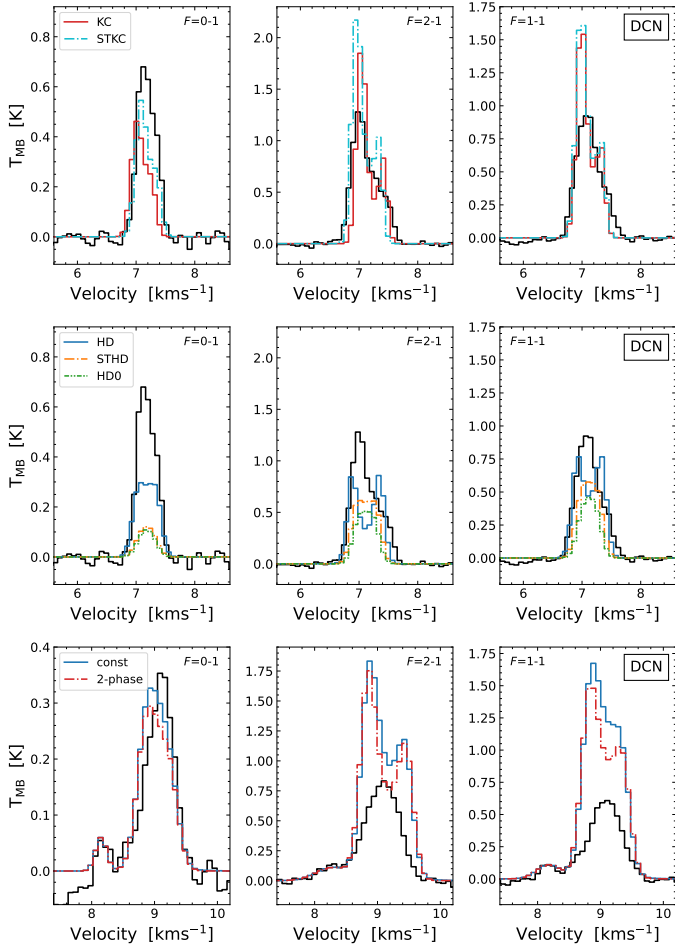 KC
STKC
F=0-1
F=2-1
F=1-1
DCN
T_MB [K]
0.8
0.6
0.4
0.2
0.0
2.0
1.5
1.0
0.5
0.0
1.75
1.50
1.25
1.00
0.75
0.50
0.25
0.00
6 7 8
6 7 8
6 7 8
Velocity [kms⁻¹]
Velocity [kms⁻¹]
Velocity [kms⁻¹]
HD
STHD
HD0
F=0-1
F=2-1
F=1-1
DCN
T_MB [K]
0.8
0.6
0.4
0.2
0.0
2.0
1.5
1.0
0.5
0.0
1.75
1.50
1.25
1.00
0.75
0.50
0.25
0.00
6 7 8
6 7 8
6 7 8
Velocity [kms⁻¹]
Velocity [kms⁻¹]
Velocity [kms⁻¹]
const
2-phase
F=0-1
F=2-1
F=1-1
DCN
T_MB [K]
0.4
0.3
0.2
0.1
0.0
1.75
1.50
1.25
1.00
0.75
0.50
0.25
0.00
1.75
1.50
1.25
1.00
0.75
0.50
0.25
0.00
8 9 10
8 9 10
8 9 10
Velocity [kms⁻¹]
Velocity [kms⁻¹]
Velocity [kms⁻¹]